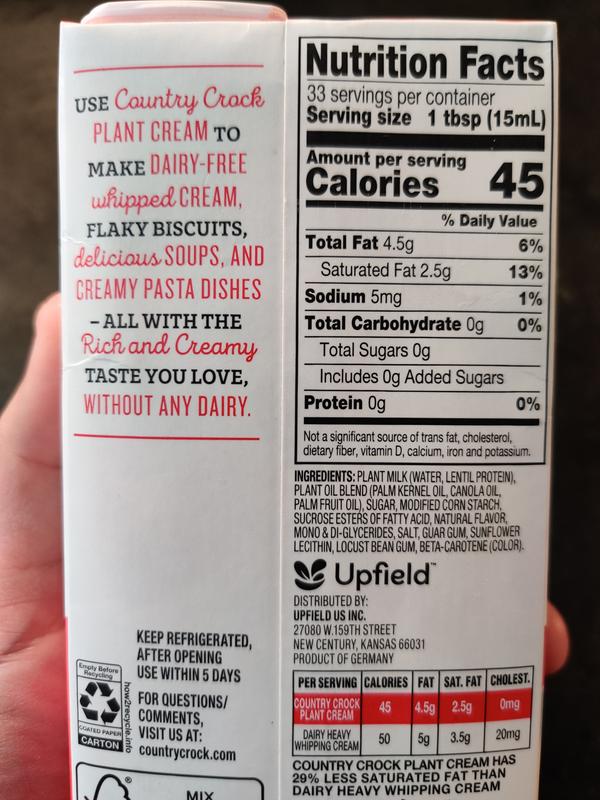 USE Country Crock
PLANT CREAM TO
MAKE DAIRY-FREE
whipped CREAM,
FLAKY BISCUITS,
delicious SOUPS, AND
CREAMY PASTA DISHES
– ALL WITH THE
Rich and Creamy
TASTE YOU LOVE,
WITHOUT ANY DAIRY.
KEEP REFRIGERATED,
AFTER OPENING
USE WITHIN 5 DAYS
FOR QUESTIONS/
COMMENTS,
VISIT US AT:
countrycrock.com
Empty Before
Recycling
COATED PAPER
CARTON
how2recycle.info
MIX
Nutrition Facts
33 servings per container
Serving size 1 tbsp (15mL)
Amount per serving
Calories 45
% Daily Value
Total Fat 4.5g 6%
Saturated Fat 2.5g 13%
Sodium 5mg 1%
Total Carbohydrate 0g 0%
Total Sugars 0g
Includes 0g Added Sugars
Protein 0g 0%
Not a significant source of trans fat, cholesterol,
dietary fiber, vitamin D, calcium, iron and potassium.
INGREDIENTS: PLANT MILK (WATER, LENTIL PROTEIN),
PLANT OIL BLEND (PALM KERNEL OIL, CANOLA OIL,
PALM FRUIT OIL), SUGAR, MODIFIED CORN STARCH,
SUCROSE ESTERS OF FATTY ACID, NATURAL FLAVOR,
MONO & DI-GLYCERIDES, SALT, GUAR GUM, SUNFLOWER
LECITHIN, LOCUST BEAN GUM, BETA-CAROTENE (COLOR).
Upfield™
DISTRIBUTED BY:
UPFIELD US INC.
27080 W.159TH STREET
NEW CENTURY, KANSAS 66031
PRODUCT OF GERMANY
PER SERVING CALORIES FAT SAT. FAT CHOLEST.
COUNTRY CROCK PLANT CREAM 45 4.5g 2.5g 0mg
DAIRY HEAVY WHIPPING CREAM 50 5g 3.5g 20mg
COUNTRY CROCK PLANT CREAM HAS
29% LESS SATURATED FAT THAN
DAIRY HEAVY WHIPPING CREAM